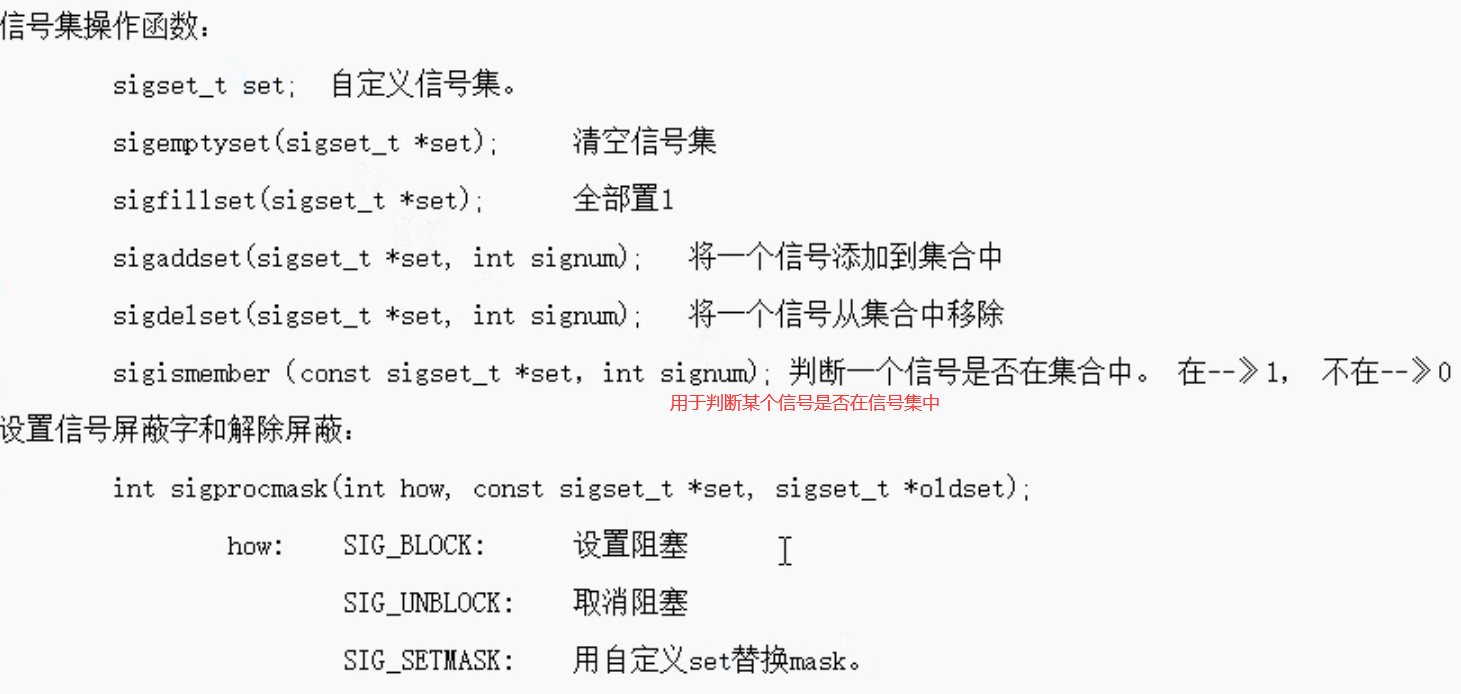 信号集操作函数：
sigset_t set; 自定义信号集。
sigemptyset(sigset_t *set); 清空信号集
sigfillset(sigset_t *set); 全部置1
sigaddset(sigset_t *set, int signum); 将一个信号添加到集合中
sigdelset(sigset_t *set, int signum); 将一个信号从集合中移除
sigismember（const sigset_t *set，int signum); 判断一个信号是否在集合中。 在--》1， 不在--》0
用于判断某个信号是否在信号集中
设置信号屏蔽字和解除屏蔽：
int sigprocmask(int how, const sigset_t *set, sigset_t *oldset);
how: SIG_BLOCK: 设置阻塞
SIG_UNBLOCK: 取消阻塞
SIG_SETMASK: 用自定义set替换mask。